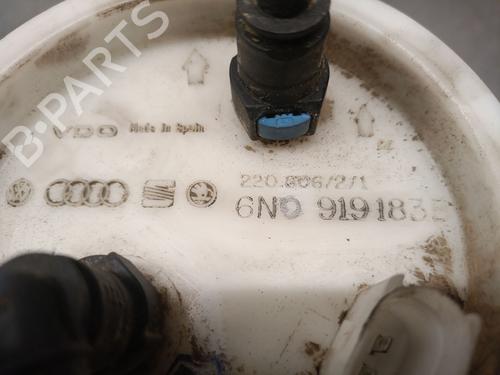 B-PARTS
VDO Made in Spain
220.806/2/1
6N0 919183